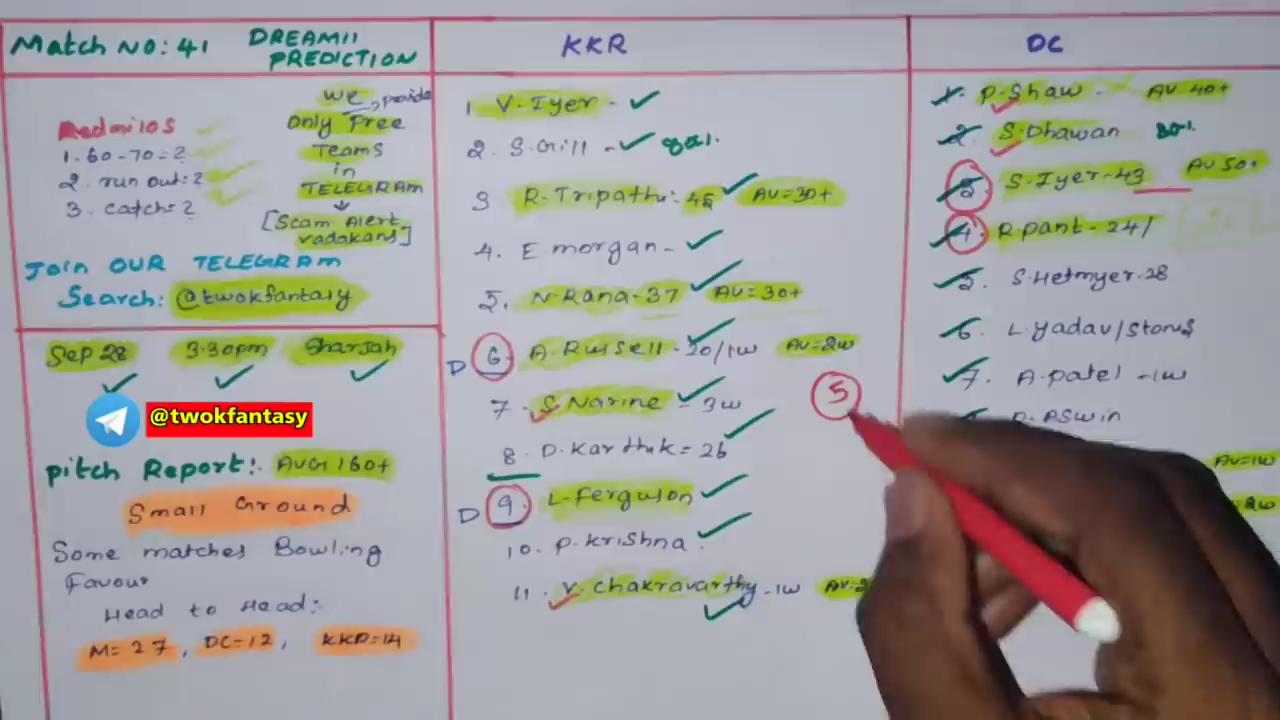 Match NO: 41 DREAM11 PREDICTION
Redmi10S
1. 60-70=?
2. run out:?
3. catch=?
we provide
Only Free
Teams
in
TELEGRAM
[Scam Alert
vadakans]
Join OUR TELEGRAM
Search: @twokfantasy
Sep 28 3.30pm Sharjah
@twokfantasy
pitch Report:. AVG 160+
Small Ground
Some matches Bowling
Favour
Head to Head:-
M=27, DC=12, KKR=14
KKR
1 V.Iyer -
2. S.Gill - 80%.
3 R.Tripathi: 45 AV=30+
4. E morgan -
5. N.Rana-37 AV=30+
D 6. A.Russell-20/1W AV=2W
7. S.Narine - 3W
5
8. D.Karthik = 26
D 9. L.Ferguson
10. P.Krishna.
11. V.Chakravarthy-1W
DC
1. P.Shaw - AV 40+
2. S.Dhawan 80%.
3. S.Iyer-43 AV 50+
4. R.pant-24/
5. S.Hetmyer-28
6. L.yadav/Stons
7. A.patel-1W
R.ASwin
AV=1W